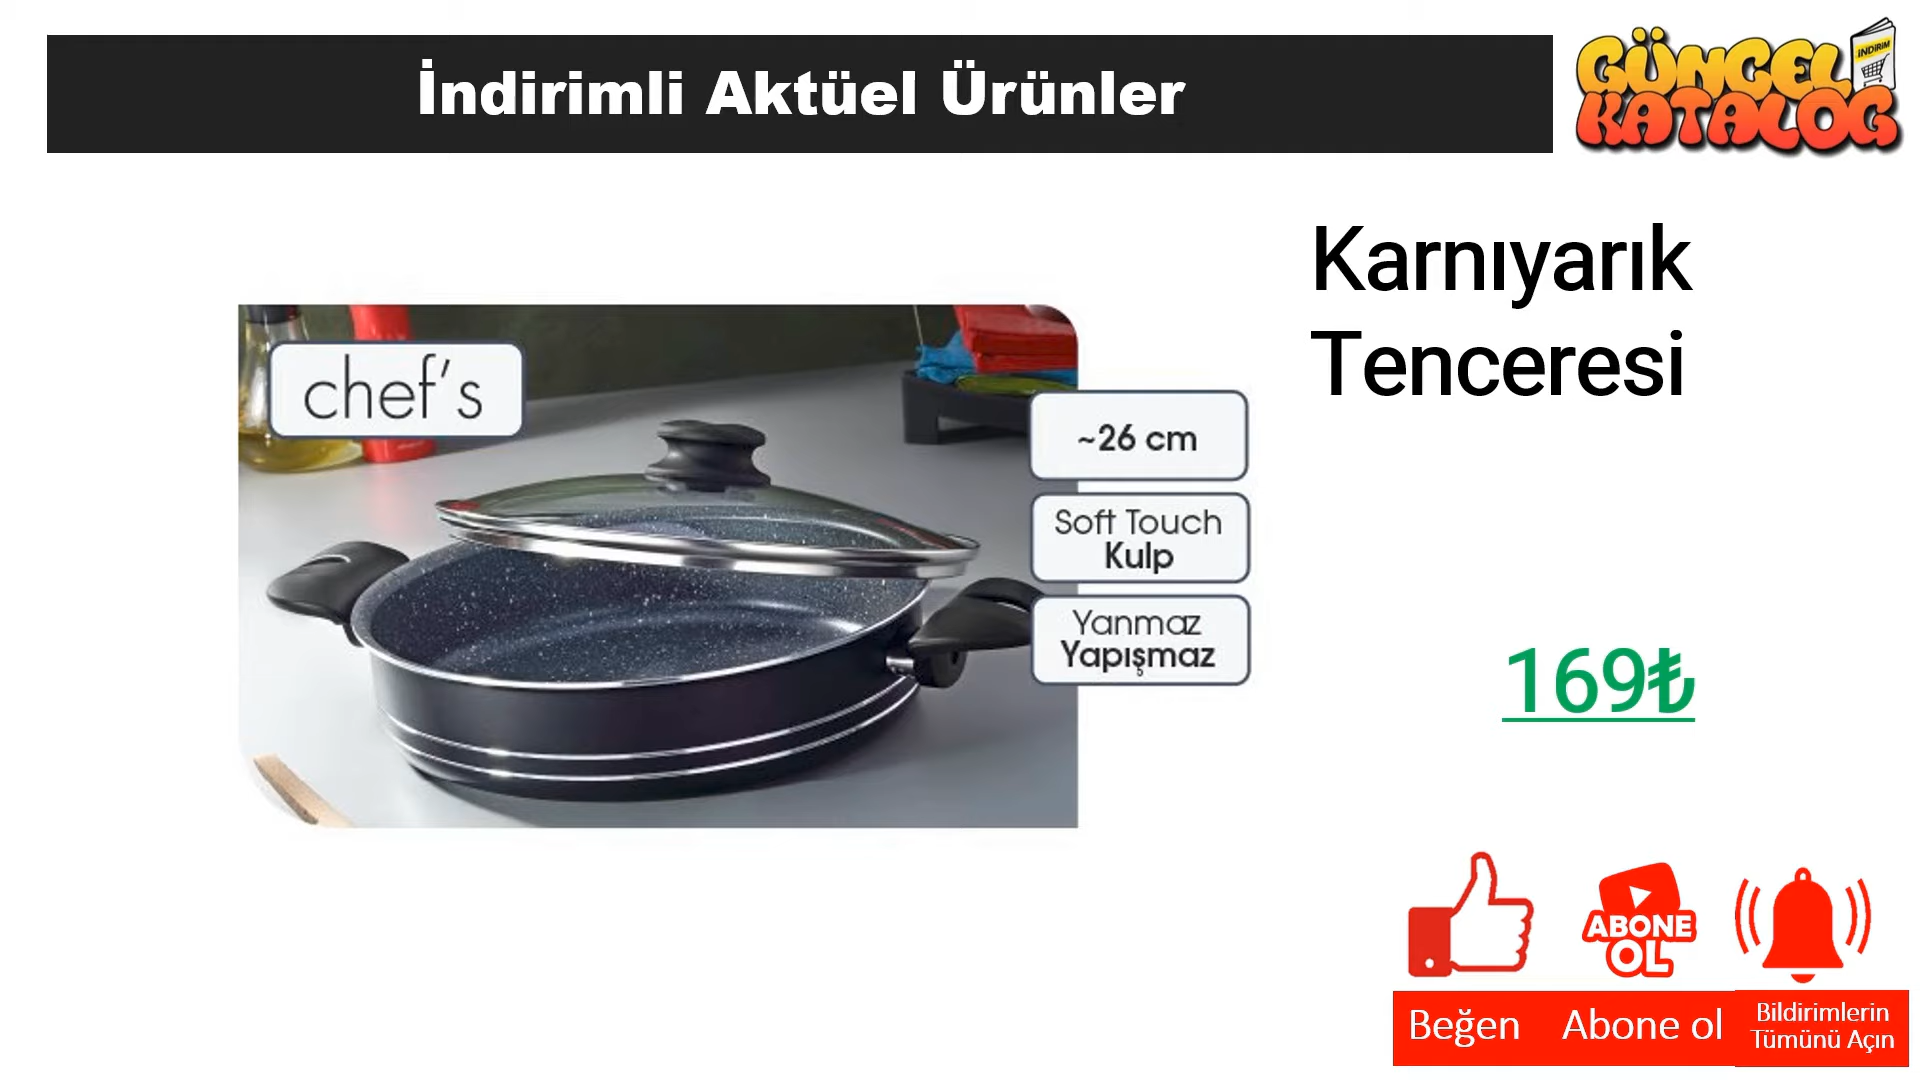 İndirimli Aktüel Ürünler
GÜNCEL
KATALOG
İNDİRİM
Karnıyarık
Tenceresi
chef's
~26 cm
Soft Touch
Kulp
Yanmaz
Yapışmaz
169₺
ABONE
OL
Beğen
Abone ol
Bildirimlerin
Tümünü Açın